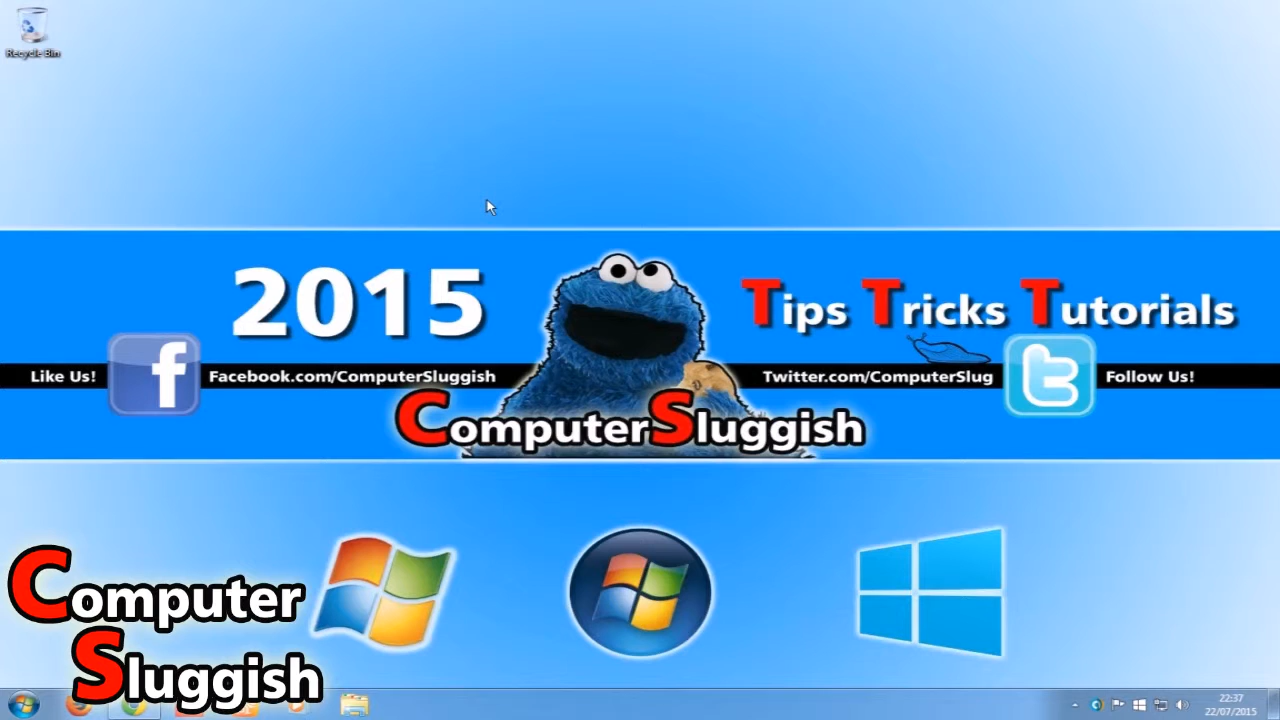 Recycle Bin
2015
Tips Tricks Tutorials
Like Us!
Facebook.com/ComputerSluggish
Twitter.com/ComputerSlug
Follow Us!
ComputerSluggish
Computer
Sluggish
22:37
22/07/2015